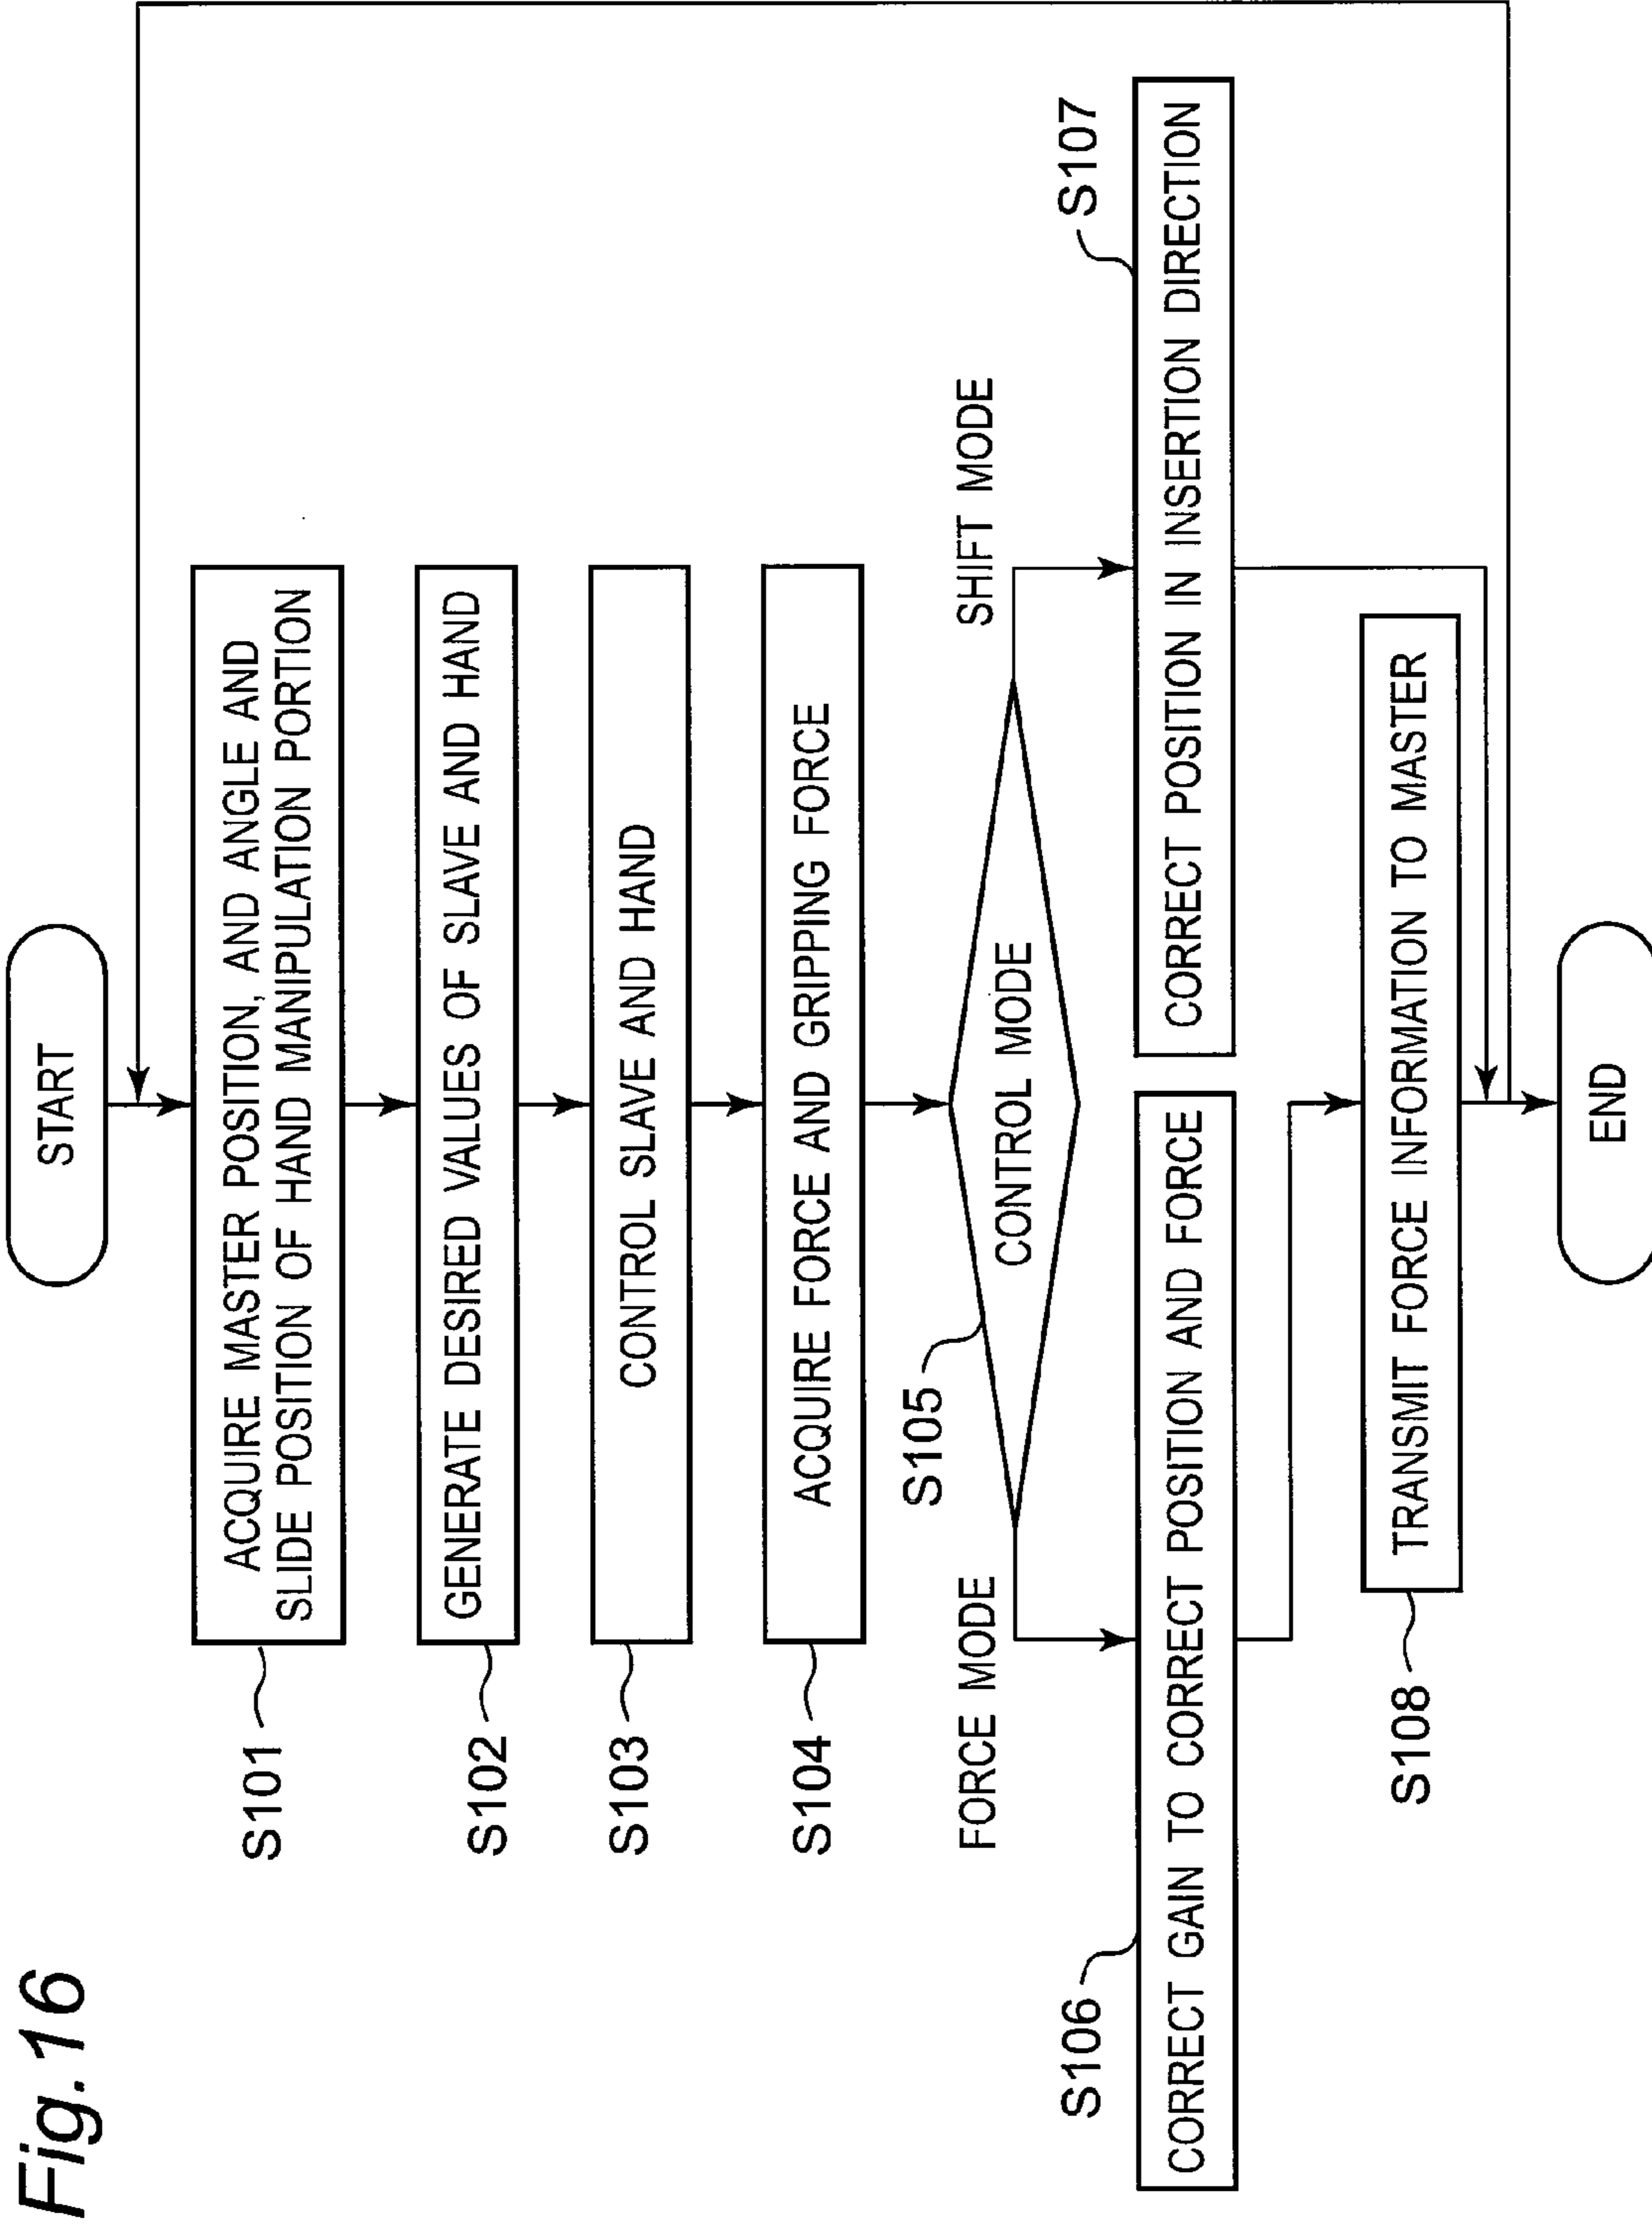 Fig.16
START
S101
ACQUIRE MASTER POSITION, AND ANGLE AND
SLIDE POSITION OF HAND MANIPULATION PORTION
S102
GENERATE DESIRED VALUES OF SLAVE AND HAND
S103
CONTROL SLAVE AND HAND
S104
ACQUIRE FORCE AND GRIPPING FORCE
S105
CONTROL MODE
FORCE MODE
SHIFT MODE
S106
CORRECT GAIN TO CORRECT POSITION AND FORCE
S107
CORRECT POSITION IN INSERTION DIRECTION
S108
TRANSMIT FORCE INFORMATION TO MASTER
END